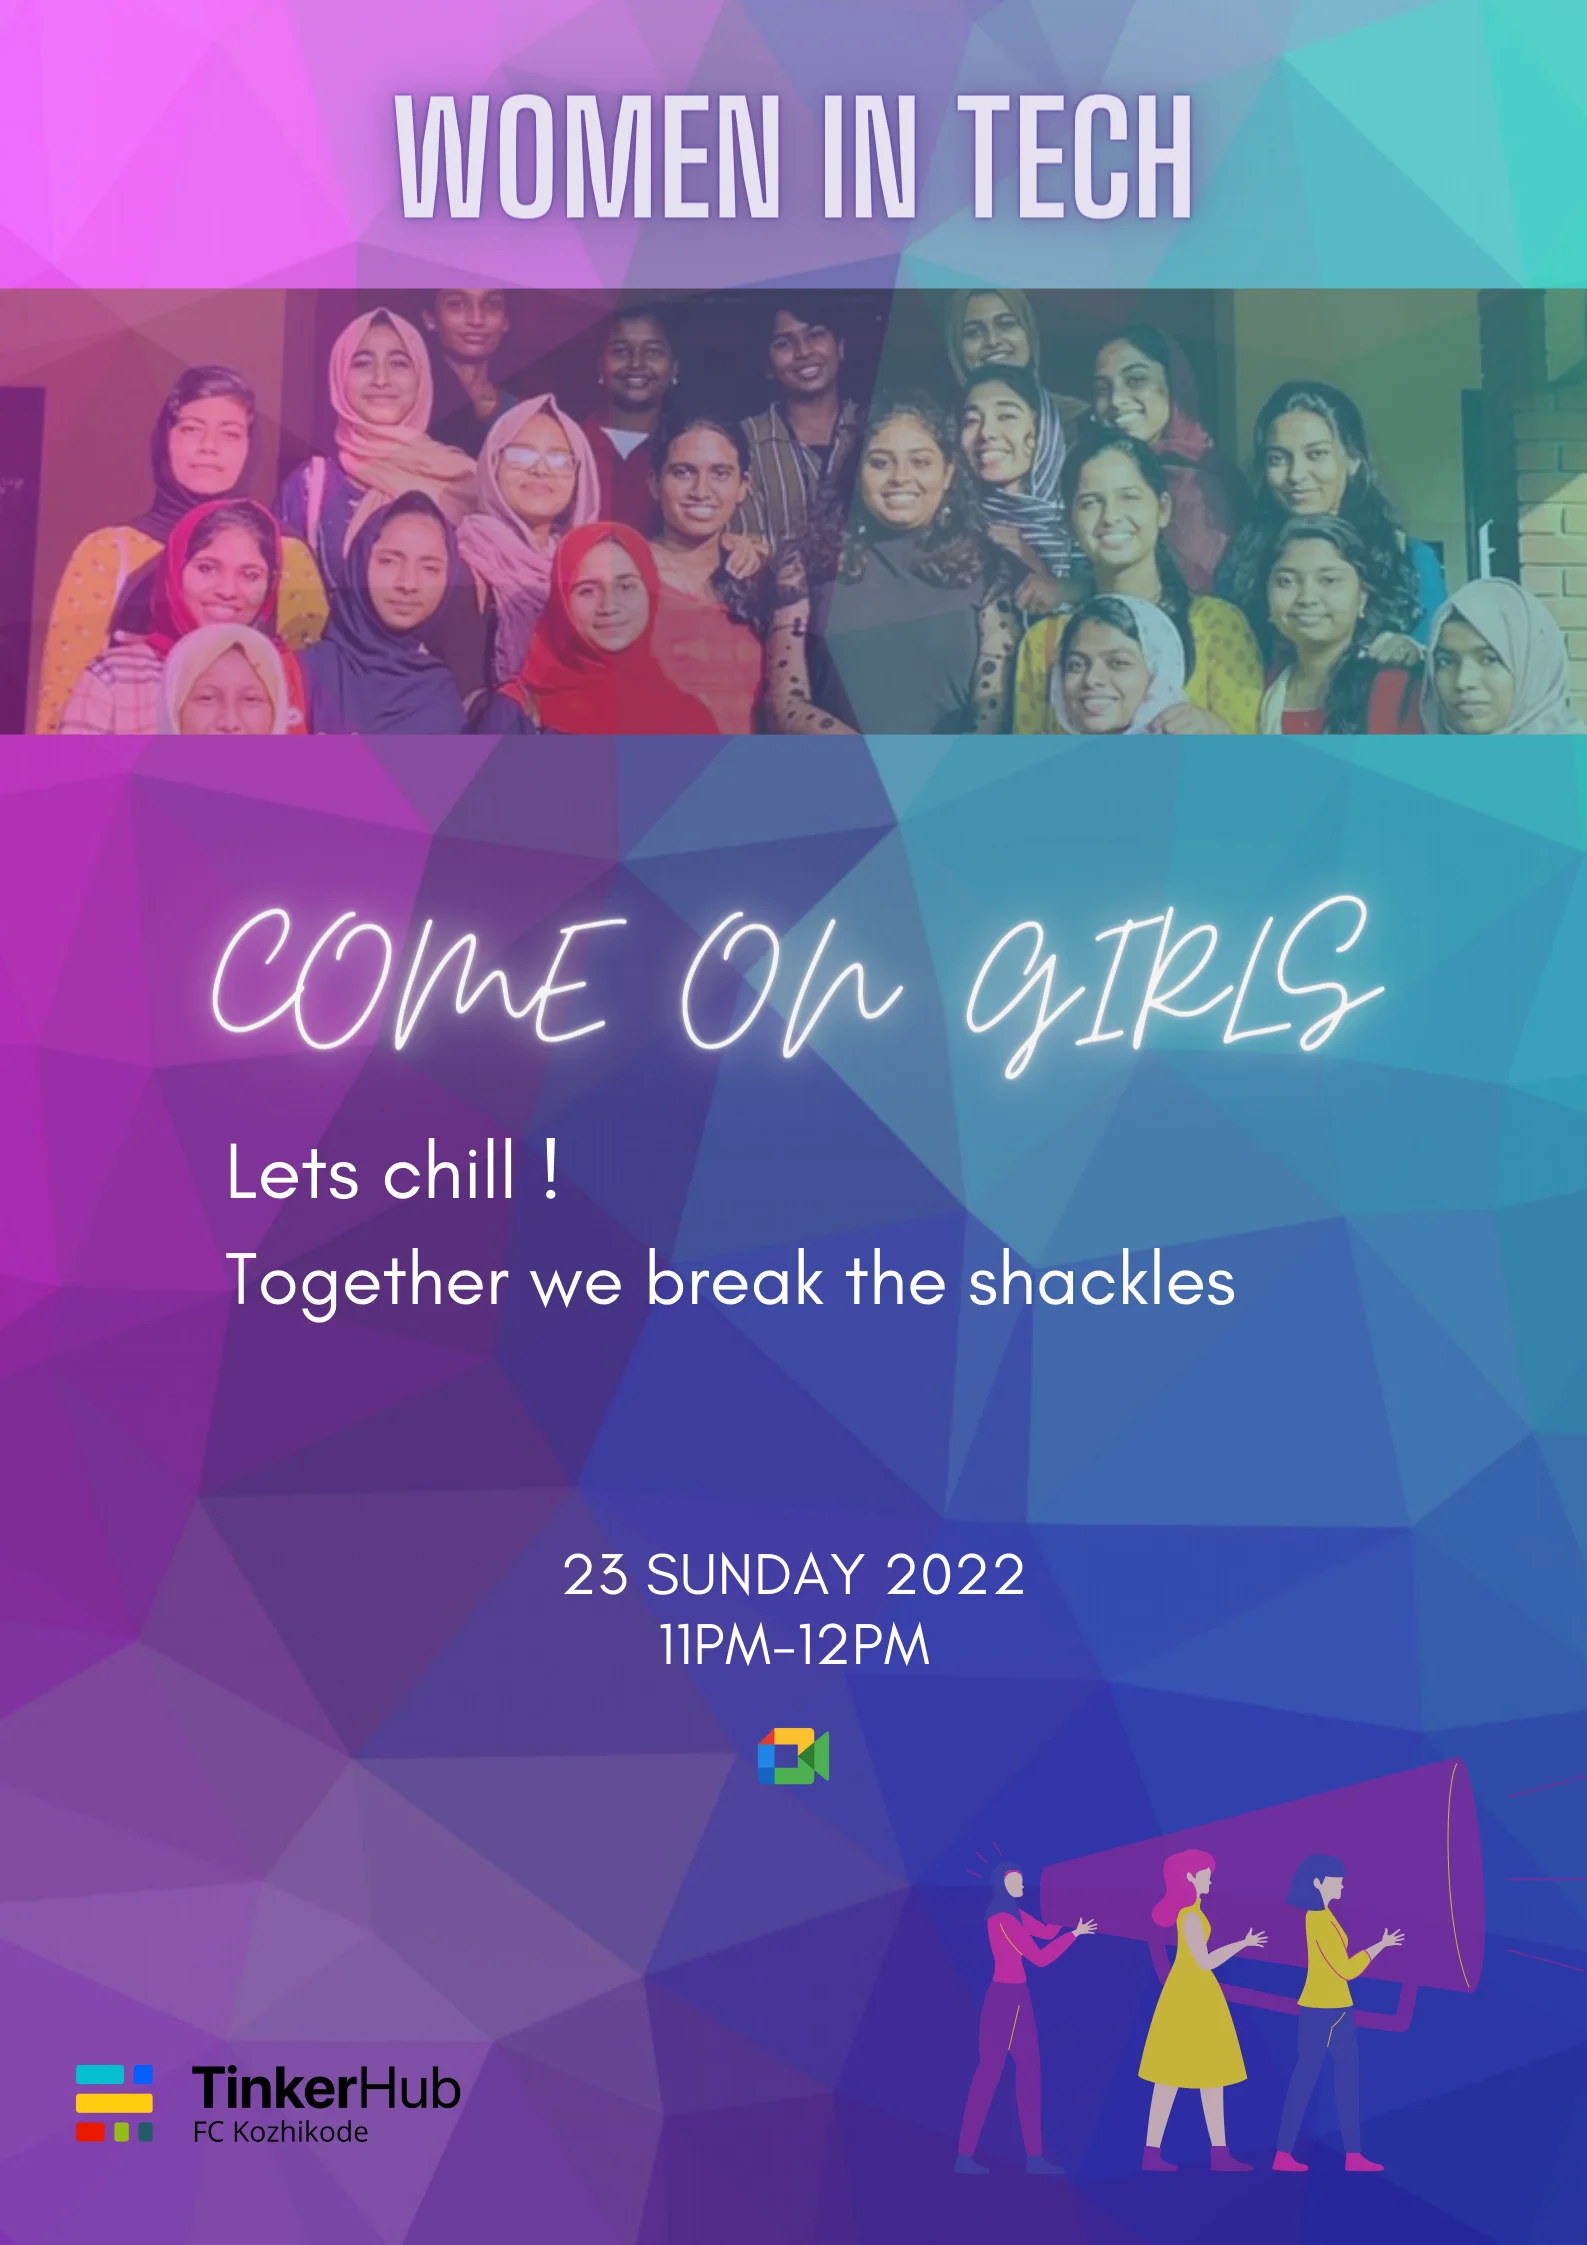 WOMEN IN TECH
COME ON GIRLS
Lets chill !
Together we break the shackles
23 SUNDAY 2022
11PM-12PM
TinkerHub
FC Kozhikode